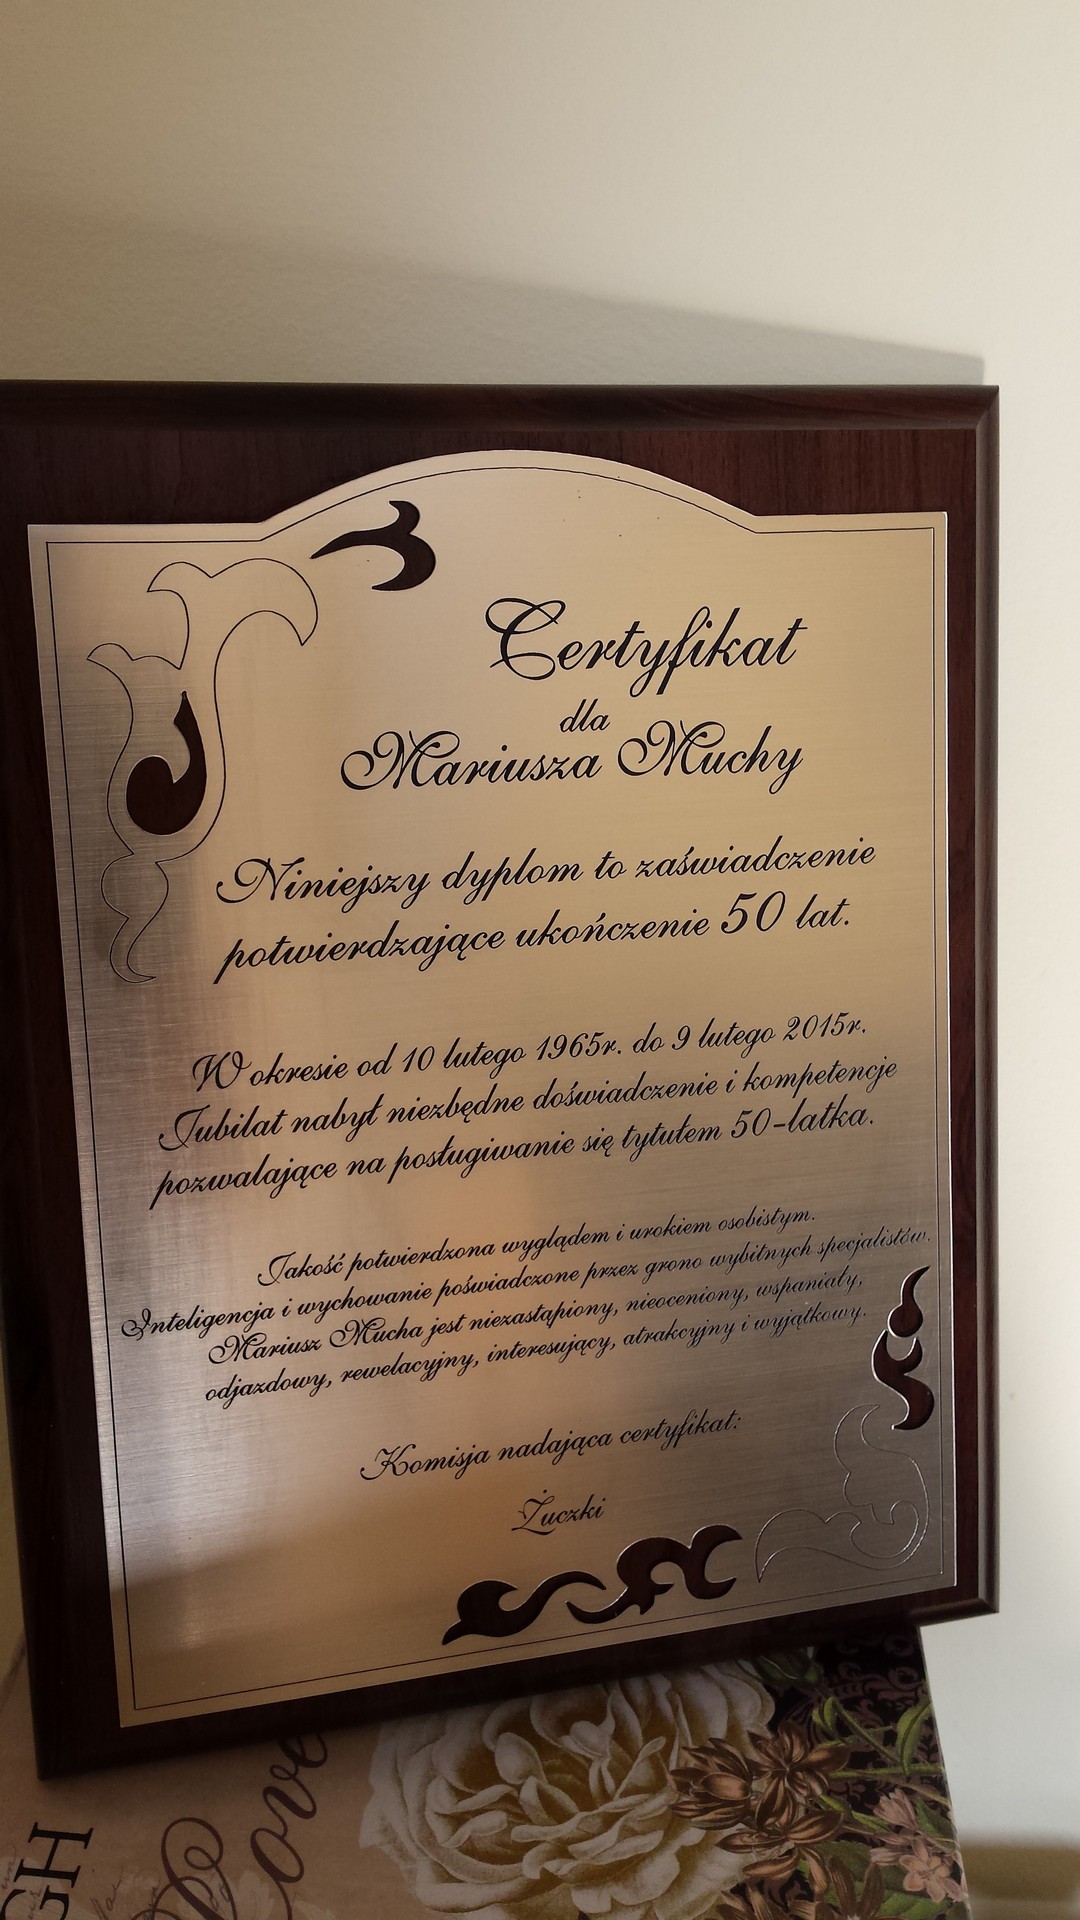 Certyfikat
dla
Mariusza Muchy
Niniejszy dyplom to zaświadczenie
potwierdzające ukończenie 50 lat.
W okresie od 10 lutego 1965r. do 9 lutego 2015r.
Jubilat nabył niezbędne doświadczenie i kompetencje
pozwalające na posługiwanie się tytułem 50-latka.
Jakość potwierdzona wyglądem i urokiem osobistym.
Inteligencja i wychowanie poświadczone przez grono wybitnych specjalistów.
Mariusz Mucha jest niezastąpiony, nieoceniony, wspaniały,
odjazdowy, rewelacyjny, interesujący, atrakcyjny i wyjątkowy.
Komisja nadająca certyfikat:
Żuczki
Love
GH